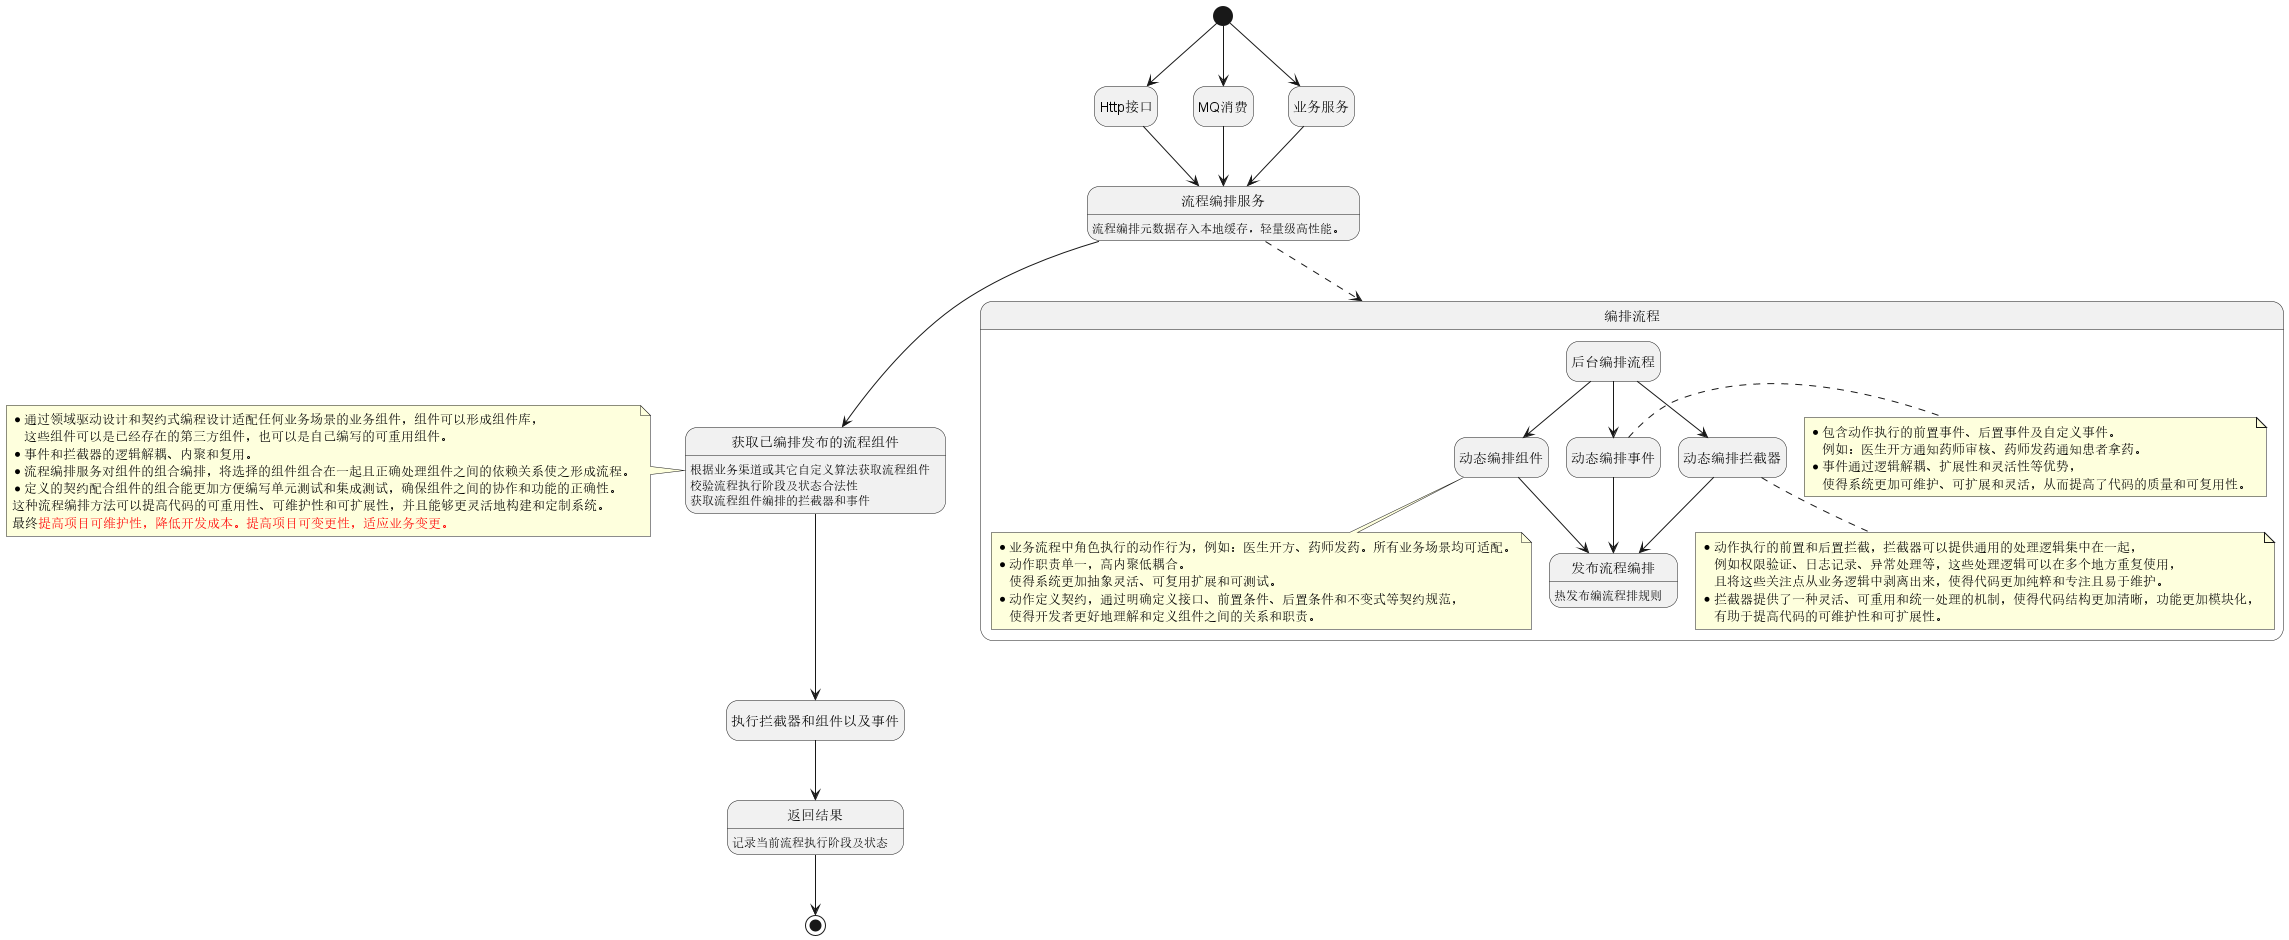 Http接口
MQ消费
业务服务
流程编排服务
流程编排元数据存入本地缓存，轻量级高性能。
编排流程
后台编排流程
•通过领域驱动设计和契约式编程设计适配任何业务场景的业务组件，组件可以形成组件库，
这些组件可以是已经存在的第三方组件，也可以是自己编写的可重用组件。
•事件和拦截器的逻辑解耦、内聚和复用。
•流程编排服务对组件的组合编排，将选择的组件组合在一起且正确处理组件之间的依赖关系使之形成流程。
•定义的契约配合组件的组合能更加方便编写单元测试和集成测试，确保组件之间的协作和功能的正确性。
这种流程编排方法可以提高代码的可重用性、可维护性和可扩展性，并且能够更灵活地构建和定制系统。
最终提高项目可维护性，降低开发成本。提高项目可变更性，适应业务变更。
获取已编排发布的流程组件
根据业务渠道或其它自定义算法获取流程组件
校验流程执行阶段及状态合法性
获取流程组件编排的拦截器和事件
动态编排组件
动态编排事件
动态编排拦截器
•包含动作执行的前置事件、后置事件及自定义事件。
例如：医生开方通知药师审核、药师发药通知患者拿药。
•事件通过逻辑解耦、扩展性和灵活性等优势，
使得系统更加可维护、可扩展和灵活，从而提高了代码的质量和可复用性。
•业务流程中角色执行的动作行为，例如：医生开方、药师发药。所有业务场景均可适配。
•动作职责单一，高内聚低耦合。
使得系统更加抽象灵活、可复用扩展和可测试。
•动作定义契约，通过明确定义接口、前置条件、后置条件和不变式等契约规范，
使得开发者更好地理解和定义组件之间的关系和职责。
发布流程编排
热发布编流程排规则
•动作执行的前置和后置拦截，拦截器可以提供通用的处理逻辑集中在一起，
例如权限验证、日志记录、异常处理等，这些处理逻辑可以在多个地方重复使用，
且将这些关注点从业务逻辑中剥离出来，使得代码更加纯粹和专注且易于维护。
•拦截器提供了一种灵活、可重用和统一处理的机制，使得代码结构更加清晰，功能更加模块化，
有助于提高代码的可维护性和可扩展性。
执行拦截器和组件以及事件
返回结果
记录当前流程执行阶段及状态